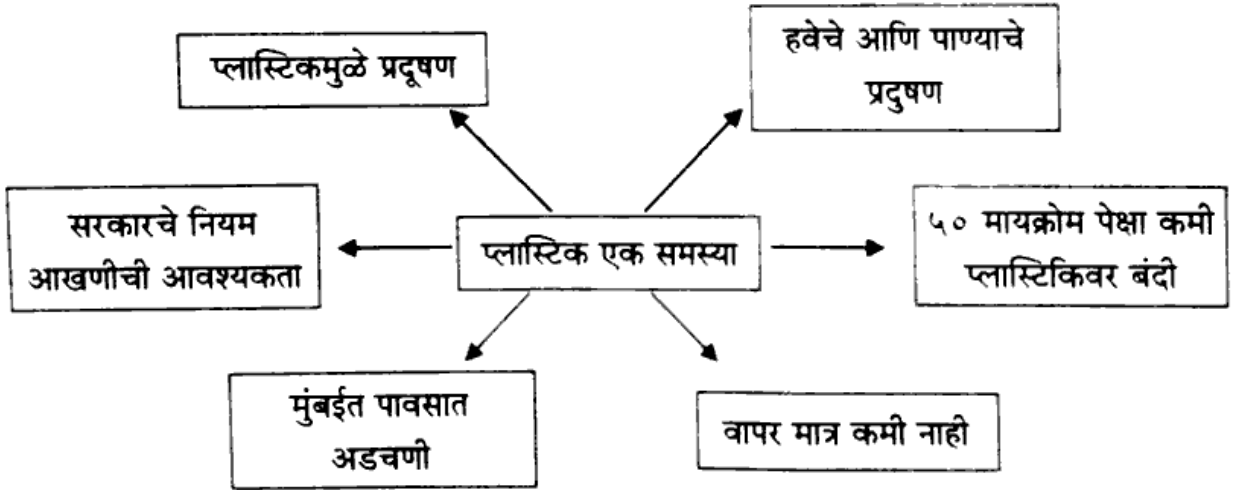 प्लास्टिकमुळे प्रदूषण
हवेचे आणि पाण्याचे
प्रदुषण
सरकारचे नियम
आखणीची आवश्यकता
प्लास्टिक एक समस्या
५० मायक्रोम पेक्षा कमी
प्लास्टिकिवर बंदी
मुंबईत पावसात
अडचणी
वापर मात्र कमी नाही